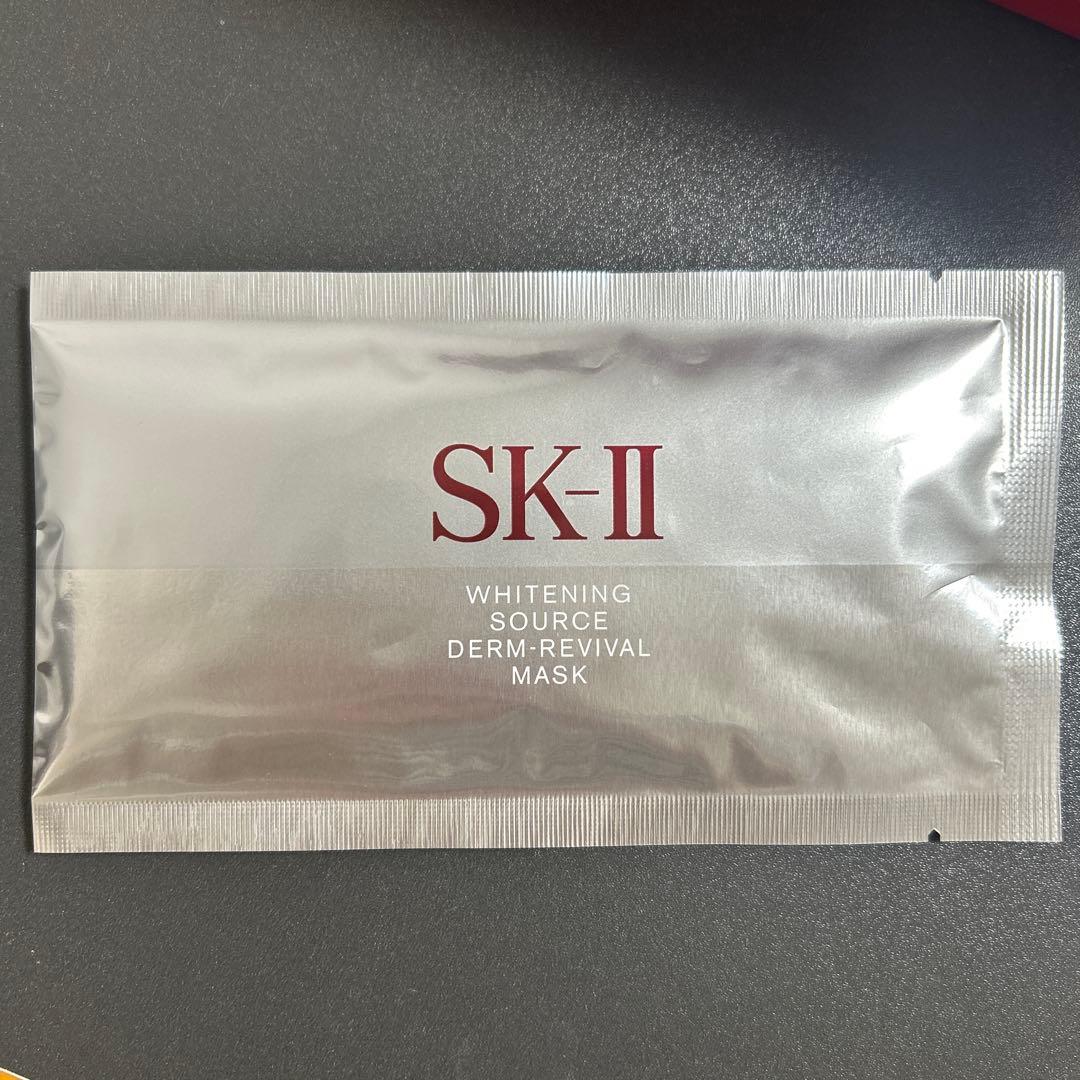 SK-II
WHITENING
SOURCE
DERM-REVIVAL
MASK